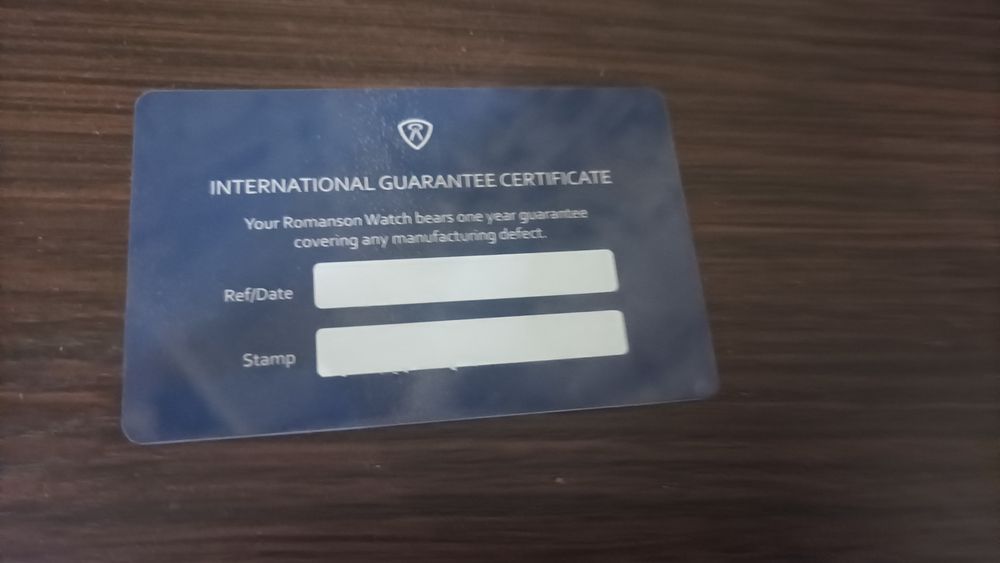 INTERNATIONAL GUARANTEE CERTIFICATE
Your Romanson Watch bears one year guarantee
covering any manufacturing defect.
Ref/Date
Stamp